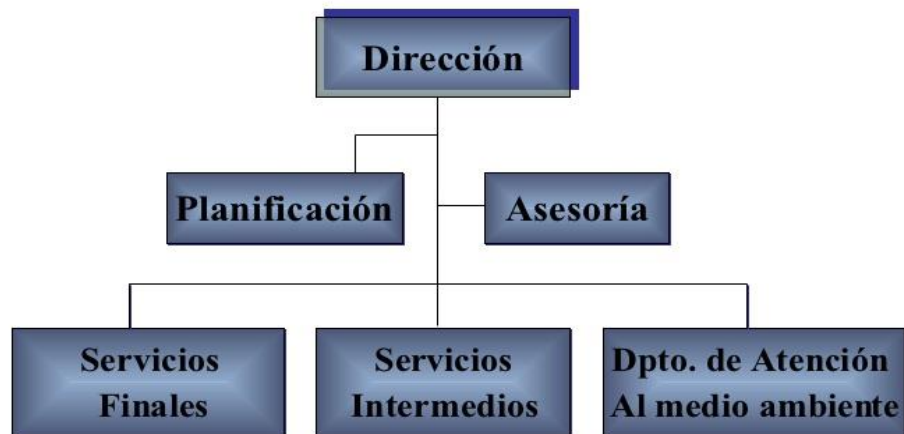 Dirección
Planificación
Asesoría
Servicios
Finales
Servicios
Intermedios
Dpto. de Atención
Al medio ambiente